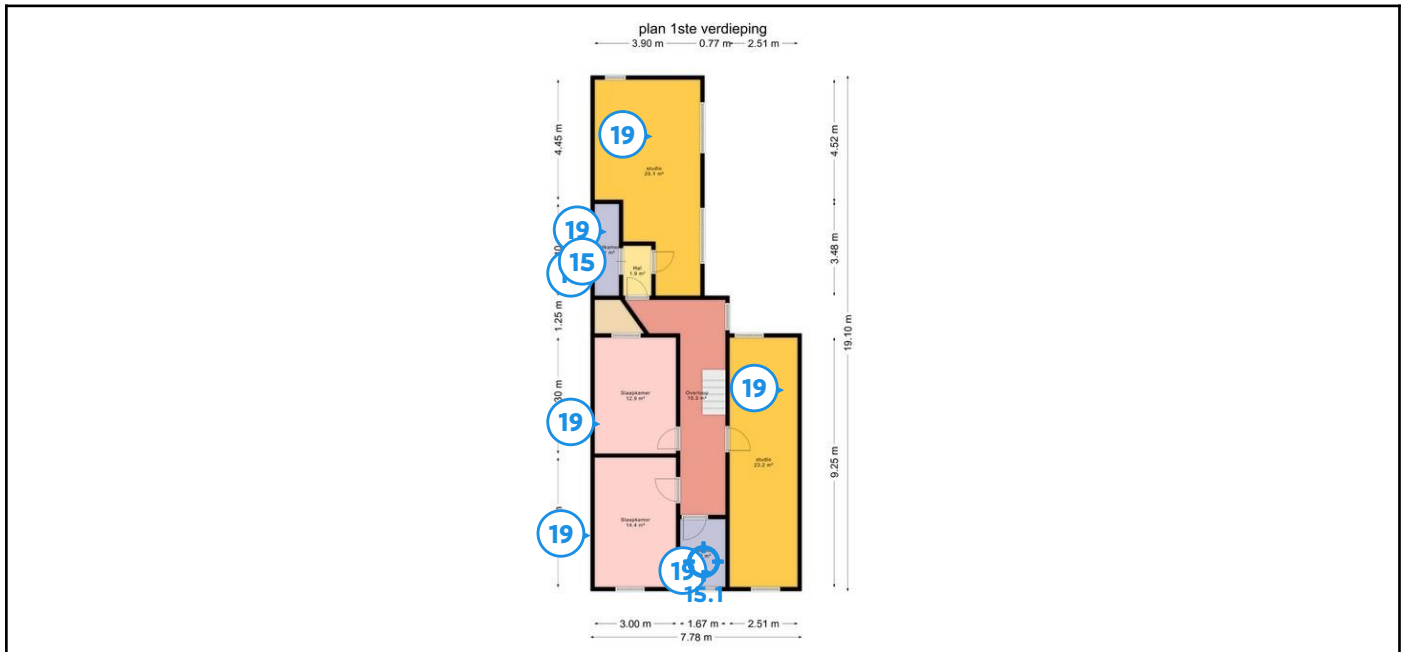 plan 1ste verdieping
3.90 m 0.77 m 2.51 m
19
4.45 m
4.52 m
studio
25.1 m²
19
15
Hal
1.9 m²
3.48 m
1.25 m
19.10 m
Slaapkamer
12.9 m²
Overloop
15.3 m²
19
19
studio
23.2 m²
9.25 m
Slaapkamer
14.4 m²
19
19
15.1
3.00 m 1.67 m 2.51 m
7.78 m